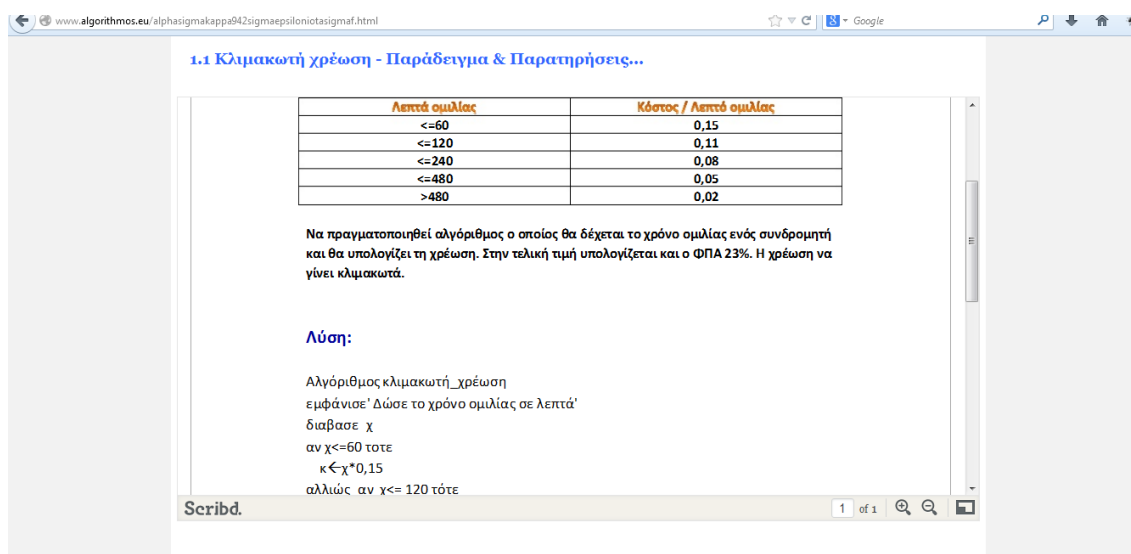 www.algorithmos.eu/alphasigmakappa942sigmaepsiloniotasigmaf.html
Google
1.1 Κλιμακωτή χρέωση - Παράδειγμα & Παρατηρήσεις...
Λεπτά ομιλίας Κόστος / Λεπτό ομιλίας
<=60 0,15
<=120 0,11
<=240 0,08
<=480 0,05
>480 0,02
Να πραγματοποιηθεί αλγόριθμος ο οποίος θα δέχεται το χρόνο ομιλίας ενός συνδρομητή
και θα υπολογίζει τη χρέωση. Στην τελική τιμή υπολογίζεται και ο ΦΠΑ 23%. Η χρέωση να
γίνει κλιμακωτά.
Λύση:
Αλγόριθμος κλιμακωτή_χρέωση
εμφάνισε' Δώσε το χρόνο ομιλίας σε λεπτά'
διαβασε χ
αν χ<=60 τοτε
κ←χ*0,15
αλλιώς αν χ<= 120 τότε
Scribd.
1 of 1